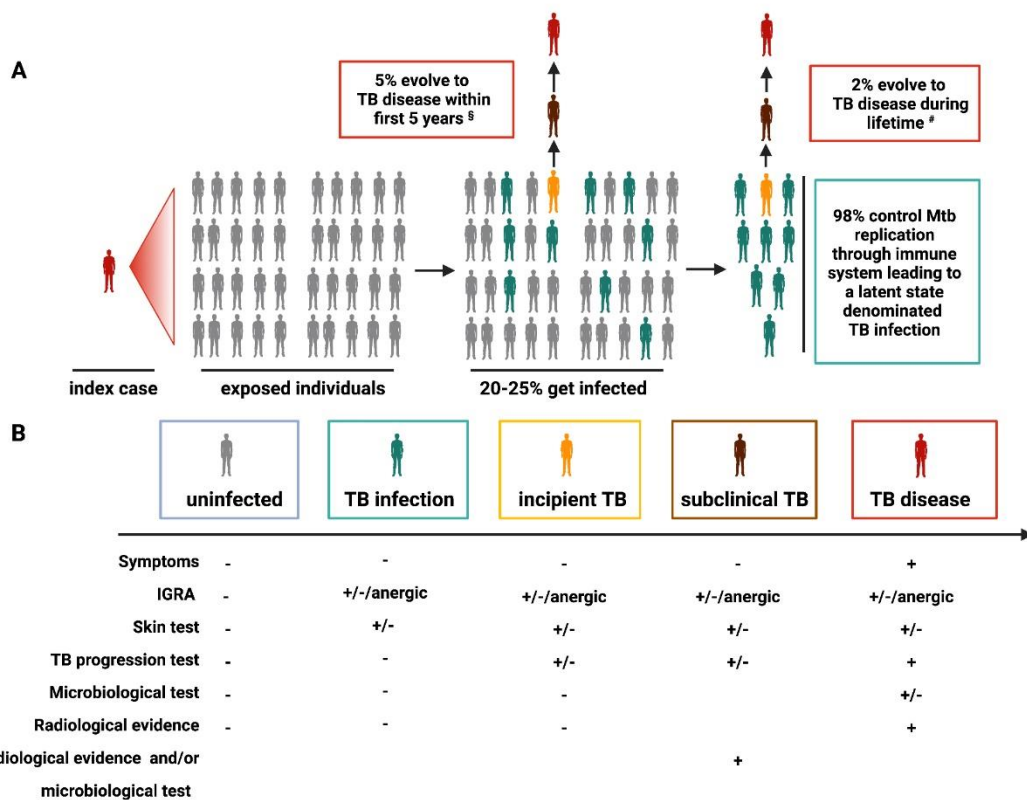 A
5% evolve to
TB disease within
first 5 years §
2% evolve to
TB disease during
lifetime #
98% control Mtb
replication
through immune
system leading to
a latent state
denominated
TB infection
index case
exposed individuals
20-25% get infected
B
uninfected
TB infection
incipient TB
subclinical TB
TB disease
Symptoms - - - - +
IGRA - +/-/anergic +/-/anergic +/-/anergic +/-/anergic
Skin test - +/- +/- +/- +/-
TB progression test - - +/- +/- +
Microbiological test - - - +/-
Radiological evidence - - - +
diological evidence and/or +
microbiological test